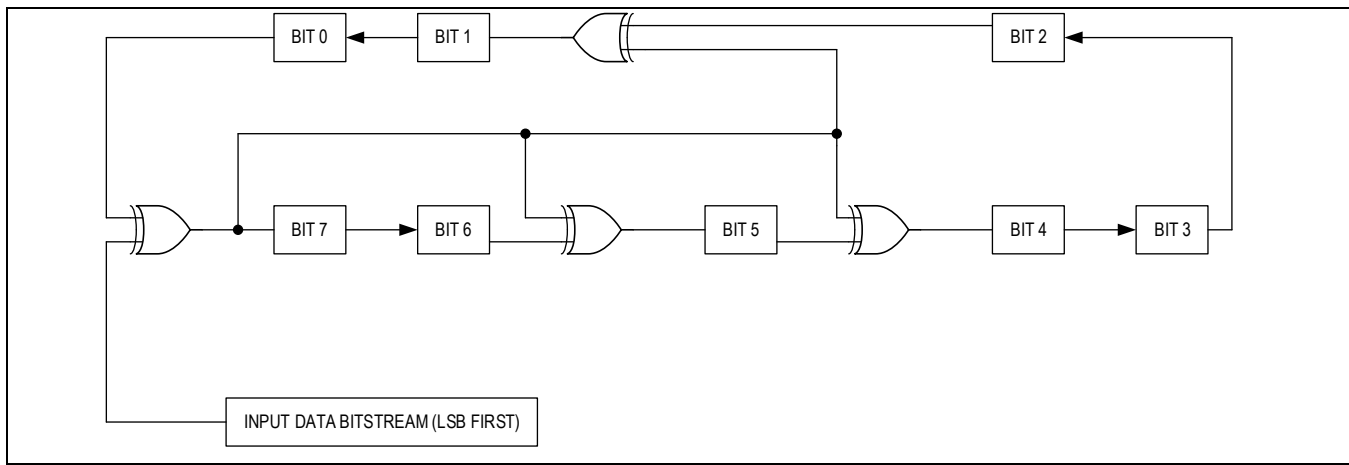 BIT 0
BIT 1
BIT 2
BIT 7
BIT 6
BIT 5
BIT 4
BIT 3
INPUT DATA BITSTREAM (LSB FIRST)